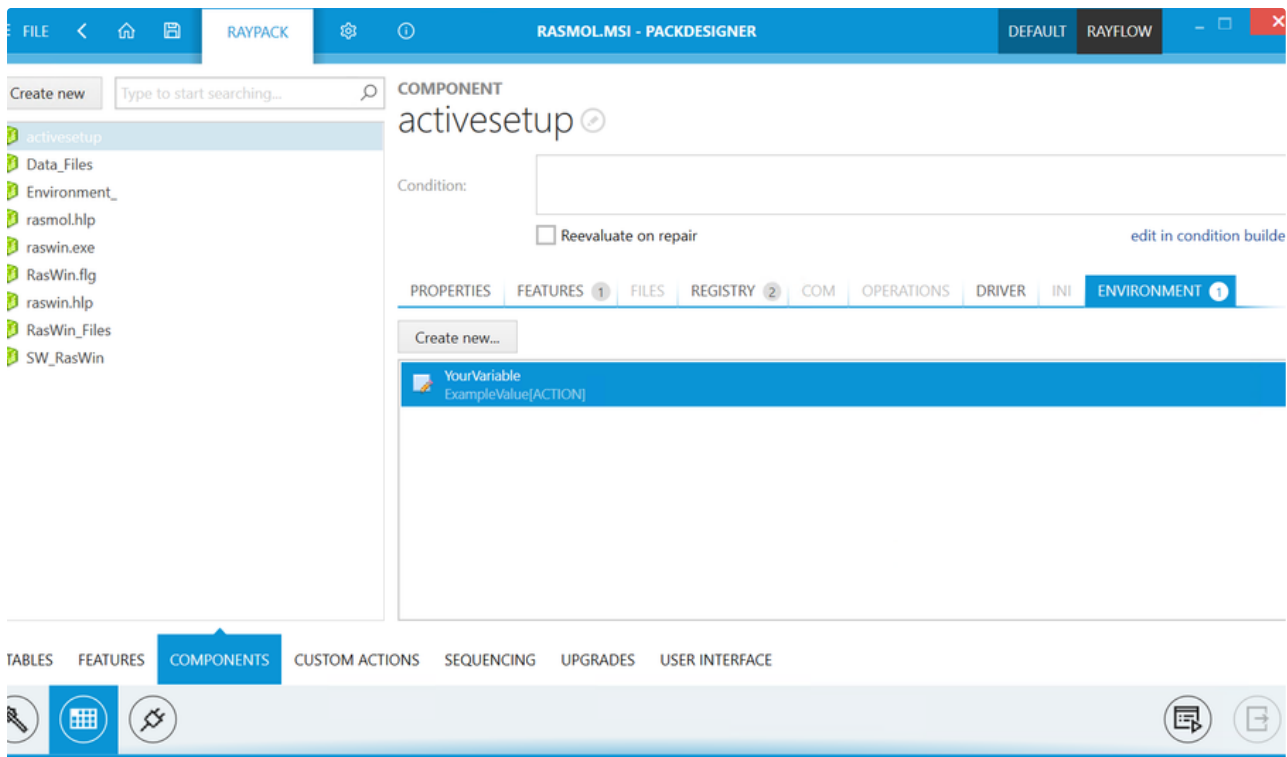 FILE
RAYPACK
RASMOL.MSI - PACKDESIGNER
DEFAULT
RAYFLOW
Create new
Type to start searching...
activesetup
Data_Files
Environment_
rasmol.hlp
raswin.exe
RasWin.flg
raswin.hlp
RasWin_Files
SW_RasWin
COMPONENT
activesetup
Condition:
Reevaluate on repair
edit in condition builde
PROPERTIES
FEATURES 1
FILES
REGISTRY 2
COM
OPERATIONS
DRIVER
INI
ENVIRONMENT 1
Create new...
YourVariable
ExampleValue[ACTION]
TABLES
FEATURES
COMPONENTS
CUSTOM ACTIONS
SEQUENCING
UPGRADES
USER INTERFACE